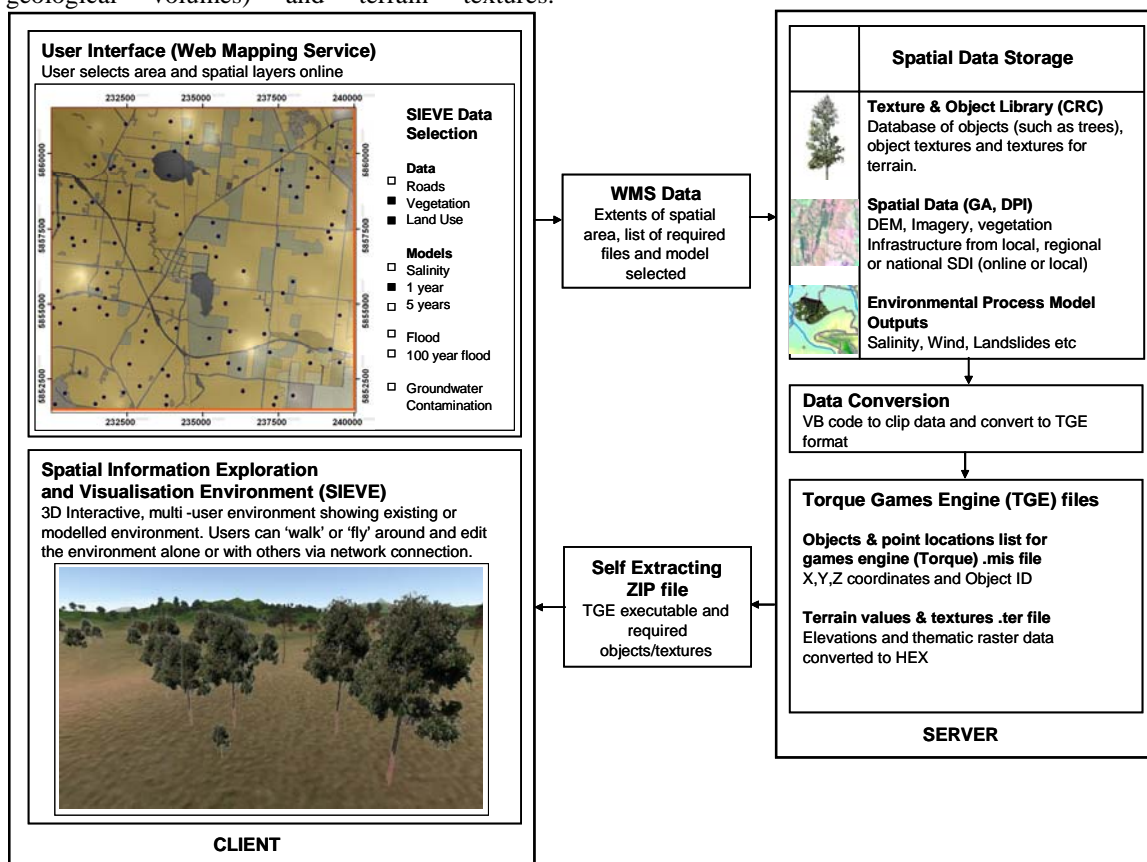 geological volumes) and terrain textures.
User Interface (Web Mapping Service)
User selects area and spatial layers online
232500 235000 237500 240000
5860000
5857500
5855000
5852500
5860000
5857500
5855000
5852500
232500 235000 237500 240000
SIEVE Data
Selection
Data
Roads
Vegetation
Land Use
Models
Salinity
1 year
5 years
Flood
100 year flood
Groundwater
Contamination
Spatial Information Exploration
and Visualisation Environment (SIEVE)
3D Interactive, multi -user environment showing existing or
modelled environment. Users can ‘walk’ or ‘fly’ around and edit
the environment alone or with others via network connection.
CLIENT
WMS Data
Extents of spatial
area, list of required
files and model
selected
Self Extracting
ZIP file
TGE executable and
required
objects/textures
Spatial Data Storage
Texture & Object Library (CRC)
Database of objects (such as trees),
object textures and textures for
terrain.
Spatial Data (GA, DPI)
DEM, Imagery, vegetation
Infrastructure from local, regional
or national SDI (online or local)
Environmental Process Model
Outputs
Salinity, Wind, Landslides etc
Data Conversion
VB code to clip data and convert to TGE
format
Torque Games Engine (TGE) files
Objects & point locations list for
games engine (Torque) .mis file
X,Y,Z coordinates and Object ID
Terrain values & textures .ter file
Elevations and thematic raster data
converted to HEX
SERVER